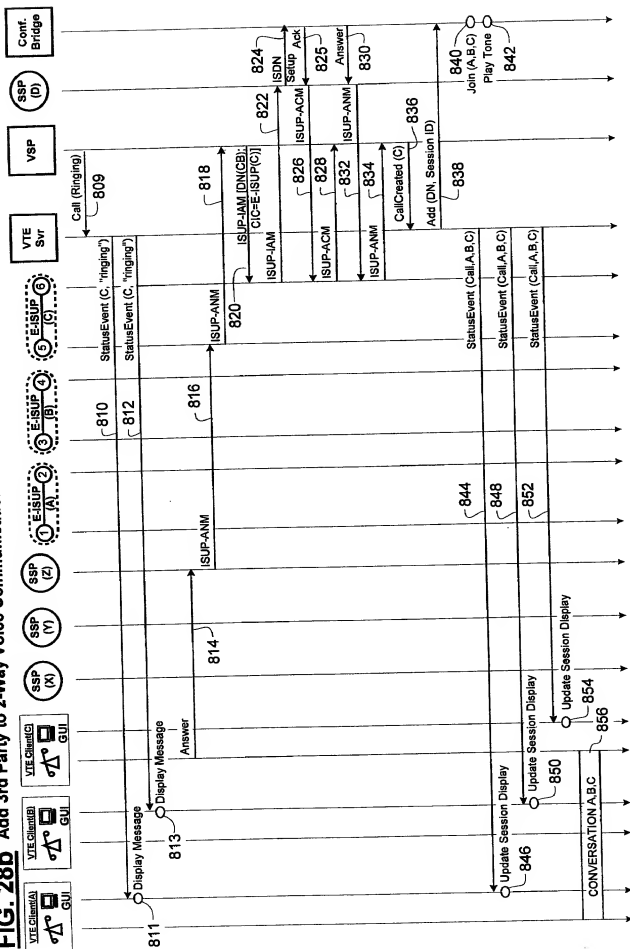 FIG. 28b Add 3rd Party to 2-Way Voice
VTE Client(A)
GUI
VTE Client(B)
GUI
VTE Client(C)
GUI
SSP
(X)
SSP
(Y)
SSP
(Z)
1 E-ISUP 2
(A)
3 E-ISUP 4
(B)
5 E-ISUP 6
(C)
VTE
Svr
VSP
SSP
(D)
Conf.
Bridge
Call (Ringing)
809
StatusEvent (C, "ringing")
810
Display Message
811
StatusEvent (C, "ringing")
812
Display Message
813
Answer
814
ISUP-ANM
816
ISUP-ANM
818
ISUP-IAM [DN(CB);
CIC=E-ISUP(C)]
820
ISUP-IAM
822
ISDN
Setup
824
Ack
825
ISUP-ACM
826
ISUP-ACM
828
Answer
830
ISUP-ANM
832
ISUP-ANM
834
CallCreated (C)
836
Add (DN, Session ID)
838
840
Join (A,B,C)
Play Tone
842
StatusEvent (Call,A,B,C)
844
Update Session Display
846
StatusEvent (Call,A,B,C)
848
Update Session Display
850
StatusEvent (Call,A,B,C)
852
Update Session Display
854
CONVERSATION A,B,C
856